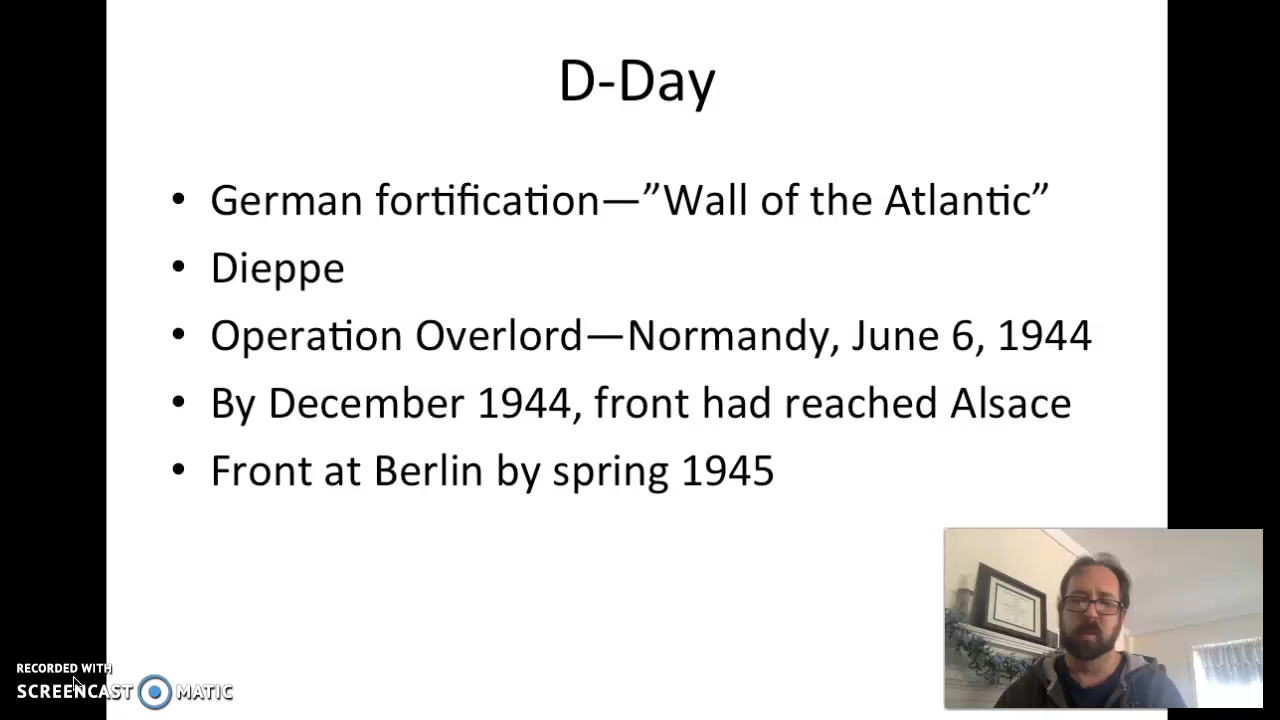 D-Day
• German fortification—”Wall of the Atlantic”
• Dieppe
• Operation Overlord—Normandy, June 6, 1944
• By December 1944, front had reached Alsace
• Front at Berlin by spring 1945
RECORDED WITH
SCREENCAST MATIC